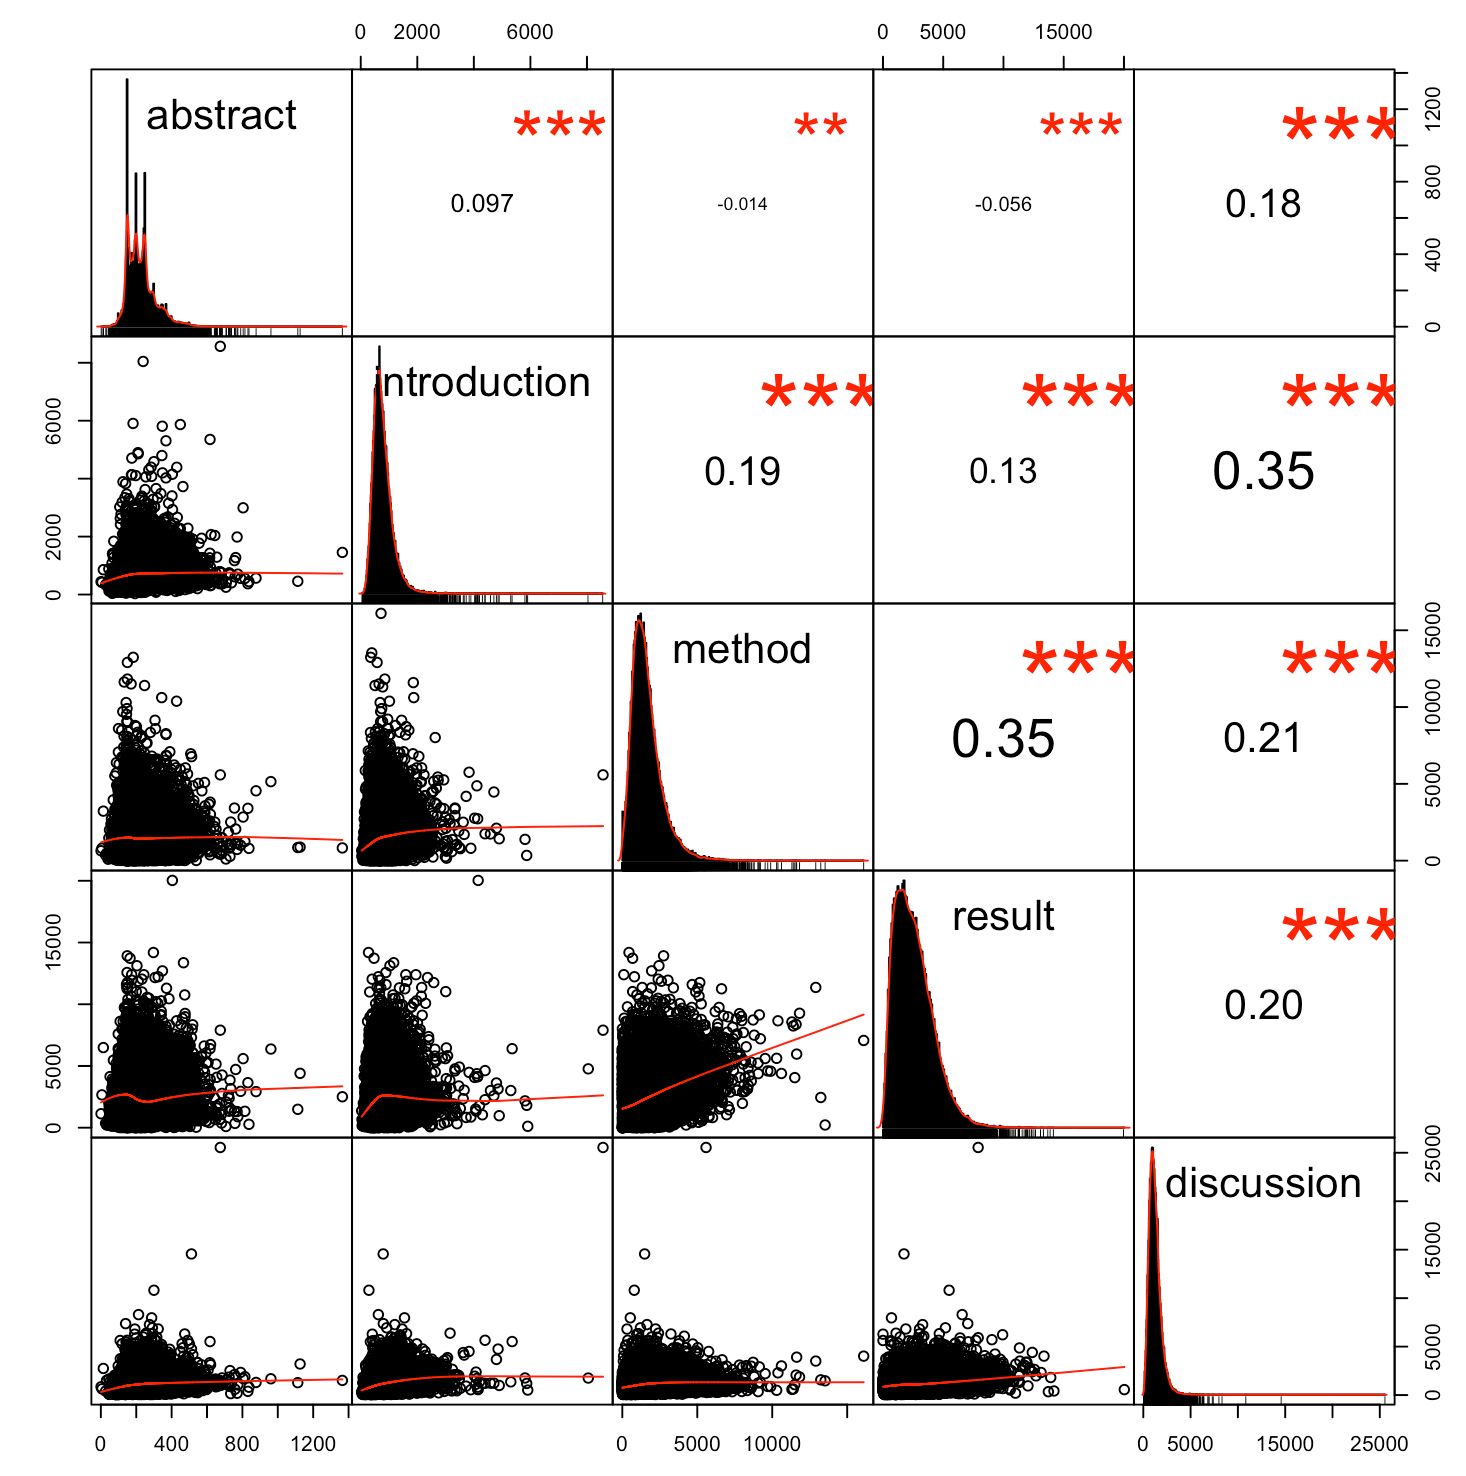 0 2000 6000 0 5000 15000
abstract *** ** *** ***
0.097 -0.014 -0.056 0.18
0 400 800 1200
ntroduction *** *** ***
0.19 0.13 0.35
0 2000 6000
method *** ***
0.35 0.21
0 5000 10000 15000
result ***
0.20
0 5000 15000
discussion
0 5000 15000 25000
0 400 800 1200 0 5000 10000 0 5000 15000 25000